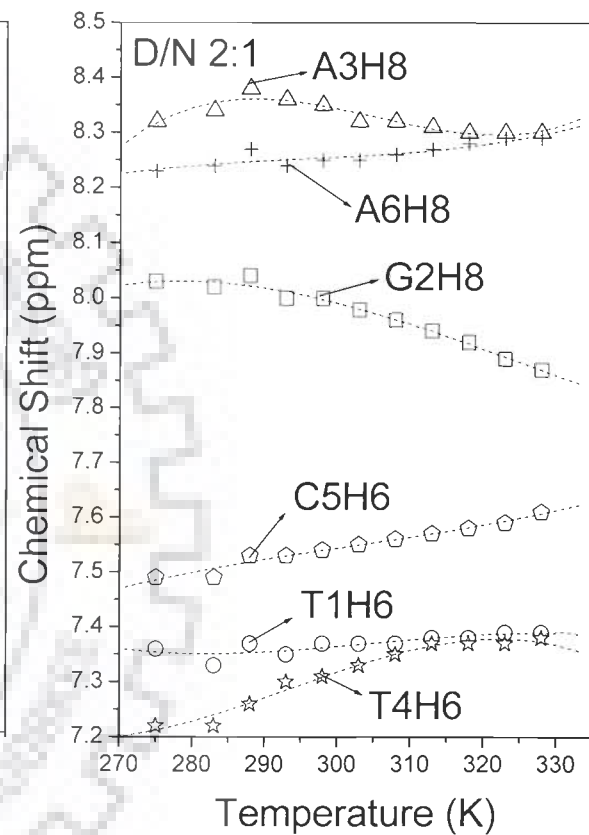 D/N 2:1
A3H8
A6H8
G2H8
C5H6
T1H6
T4H6
8.5
8.4
8.3
8.2
8.1
8.0
7.9
7.8
7.7
7.6
7.5
7.4
7.3
7.2
Chemical Shift (ppm)
270 280 290 300 310 320 330
Temperature (K)